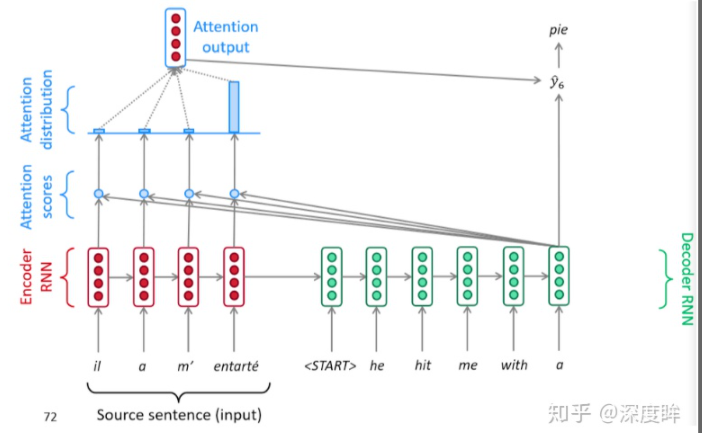 Attention
output
pie
ŷ₆
Attention
distribution
Attention
scores
Encoder
RNN
Decoder RNN
il a m' entarté <START> he hit me with a
Source sentence (input)
72
知乎 @深度眸